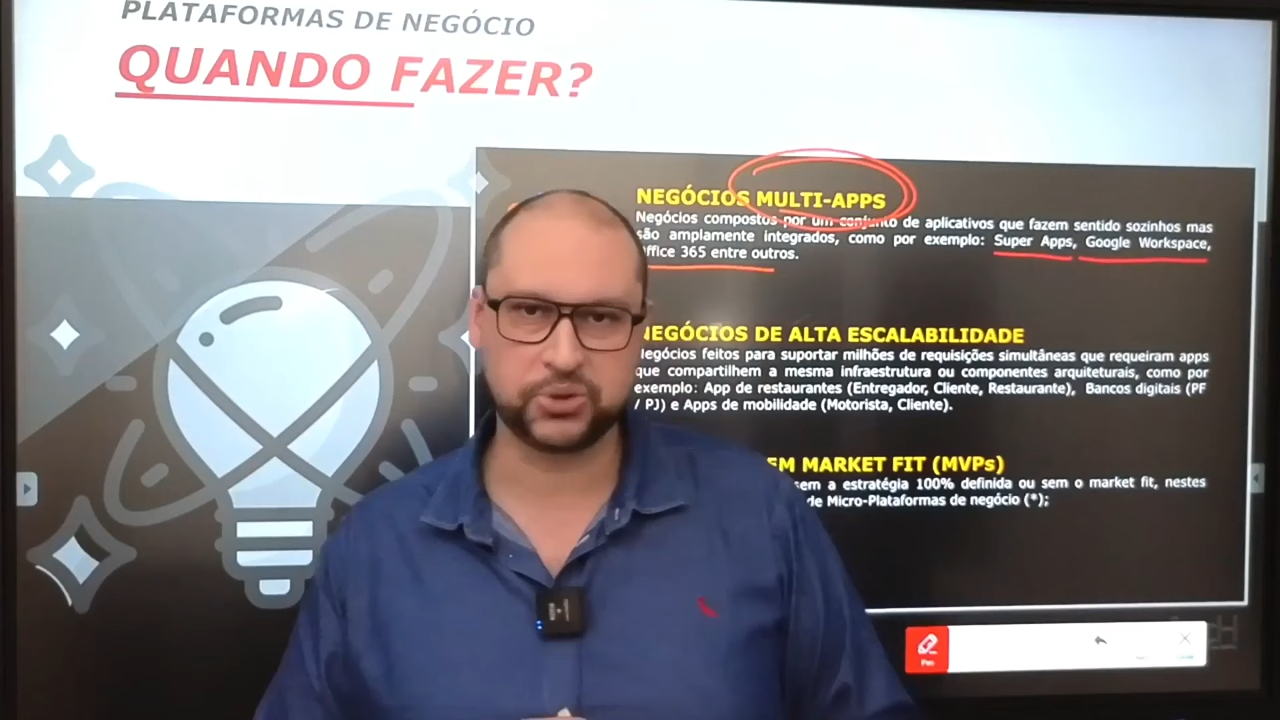 PLATAFORMAS DE NEGÓCIO
QUANDO FAZER?
NEGÓCIOS MULTI-APPS
Negócios compostos por um conjunto de aplicativos que fazem sentido sozinhos mas
são amplamente integrados, como por exemplo: Super Apps, Google Workspace,
ffice 365 entre outros.
NEGÓCIOS DE ALTA ESCALABILIDADE
Negócios feitos para suportar milhões de requisições simultâneas que requeiram apps
que compartilhem a mesma infraestrutura ou componentes arquiteturais, como por
exemplo: App de restaurantes (Entregador, Cliente, Restaurante), Bancos digitais (PF
/ PJ) e Apps de mobilidade (Motorista, Cliente).
EM MARKET FIT (MVPs)
sem a estratégia 100% definida ou sem o market fit, nestes
de Micro-Plataformas de negócio (*);
Pen